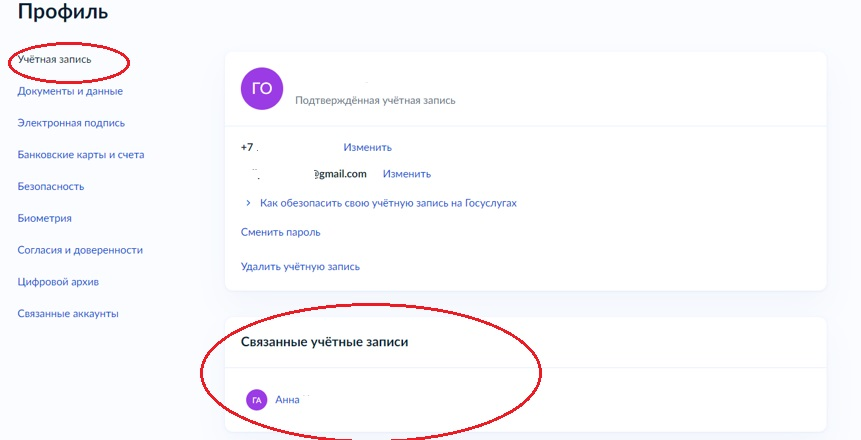 Профиль
Учётная запись
Документы и данные
Электронная подпись
Банковские карты и счета
Безопасность
Биометрия
Согласия и доверенности
Цифровой архив
Связанные аккаунты
ГО
Подтверждённая учётная запись
+7 Изменить
@gmail.com Изменить
Как обезопасить свою учётную запись на Госуслугах
Сменить пароль
Удалить учётную запись
Связанные учётные записи
ГА Анна